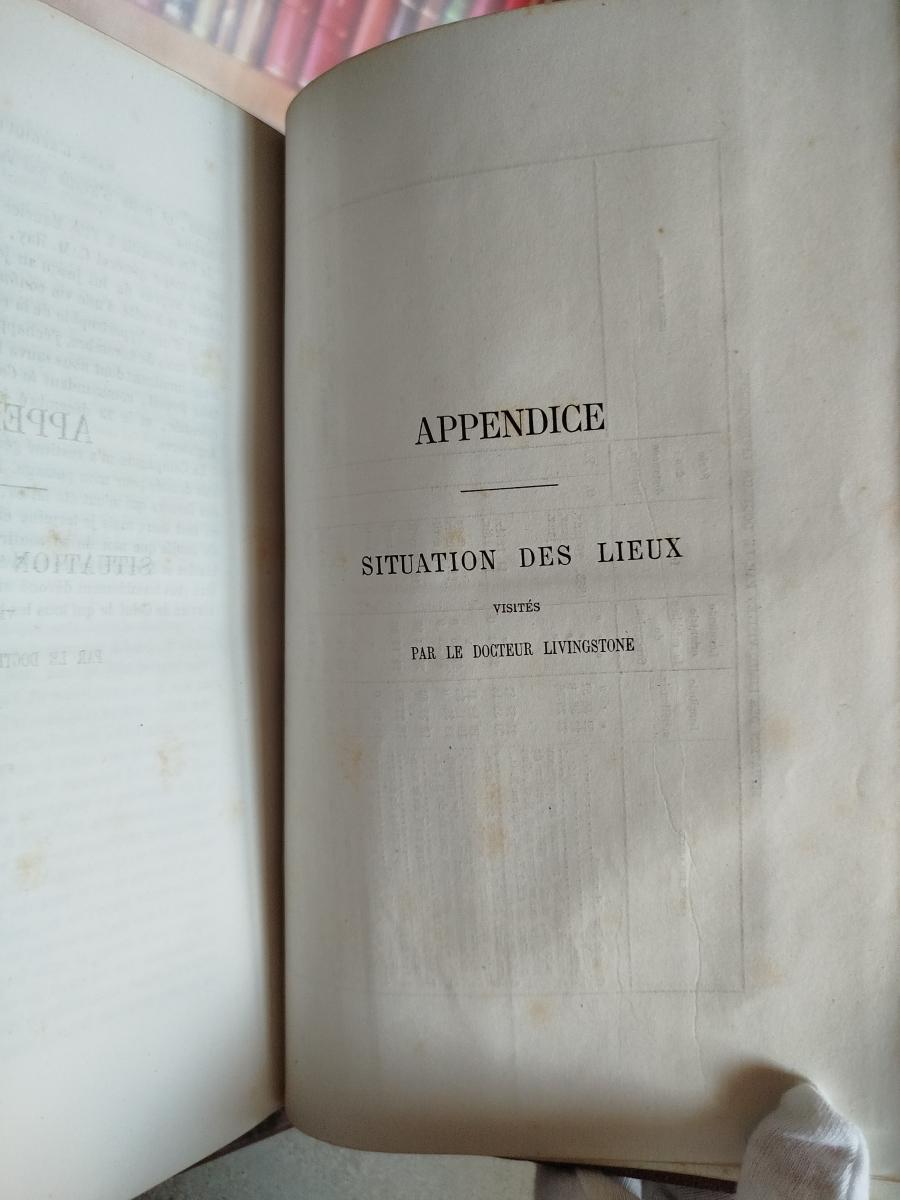 APPENDICE
SITUATION DES LIEUX
VISITÉS
PAR LE DOCTEUR LIVINGSTONE